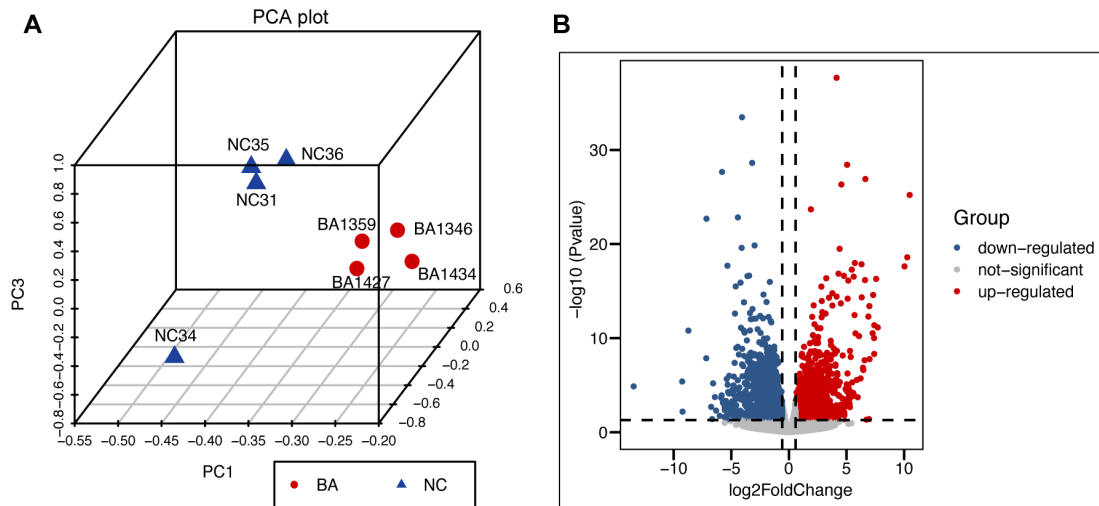 A
PCA plot
NC35
NC36
NC31
BA1359
BA1346
BA1427
BA1434
NC34
PC3
1.0
0.8
0.6
0.4
0.2
0.0
−0.2
−0.4
−0.6
−0.8
0.6
0.4
0.2
0.0
−0.2
−0.4
−0.6
−0.8
−0.55
−0.50
−0.45
−0.40
−0.35
−0.30
−0.25
−0.20
PC1
BA
NC
B
−log10 (Pvalue)
30
20
10
0
−10
−5
0
5
10
log2FoldChange
Group
down-regulated
not-significant
up-regulated